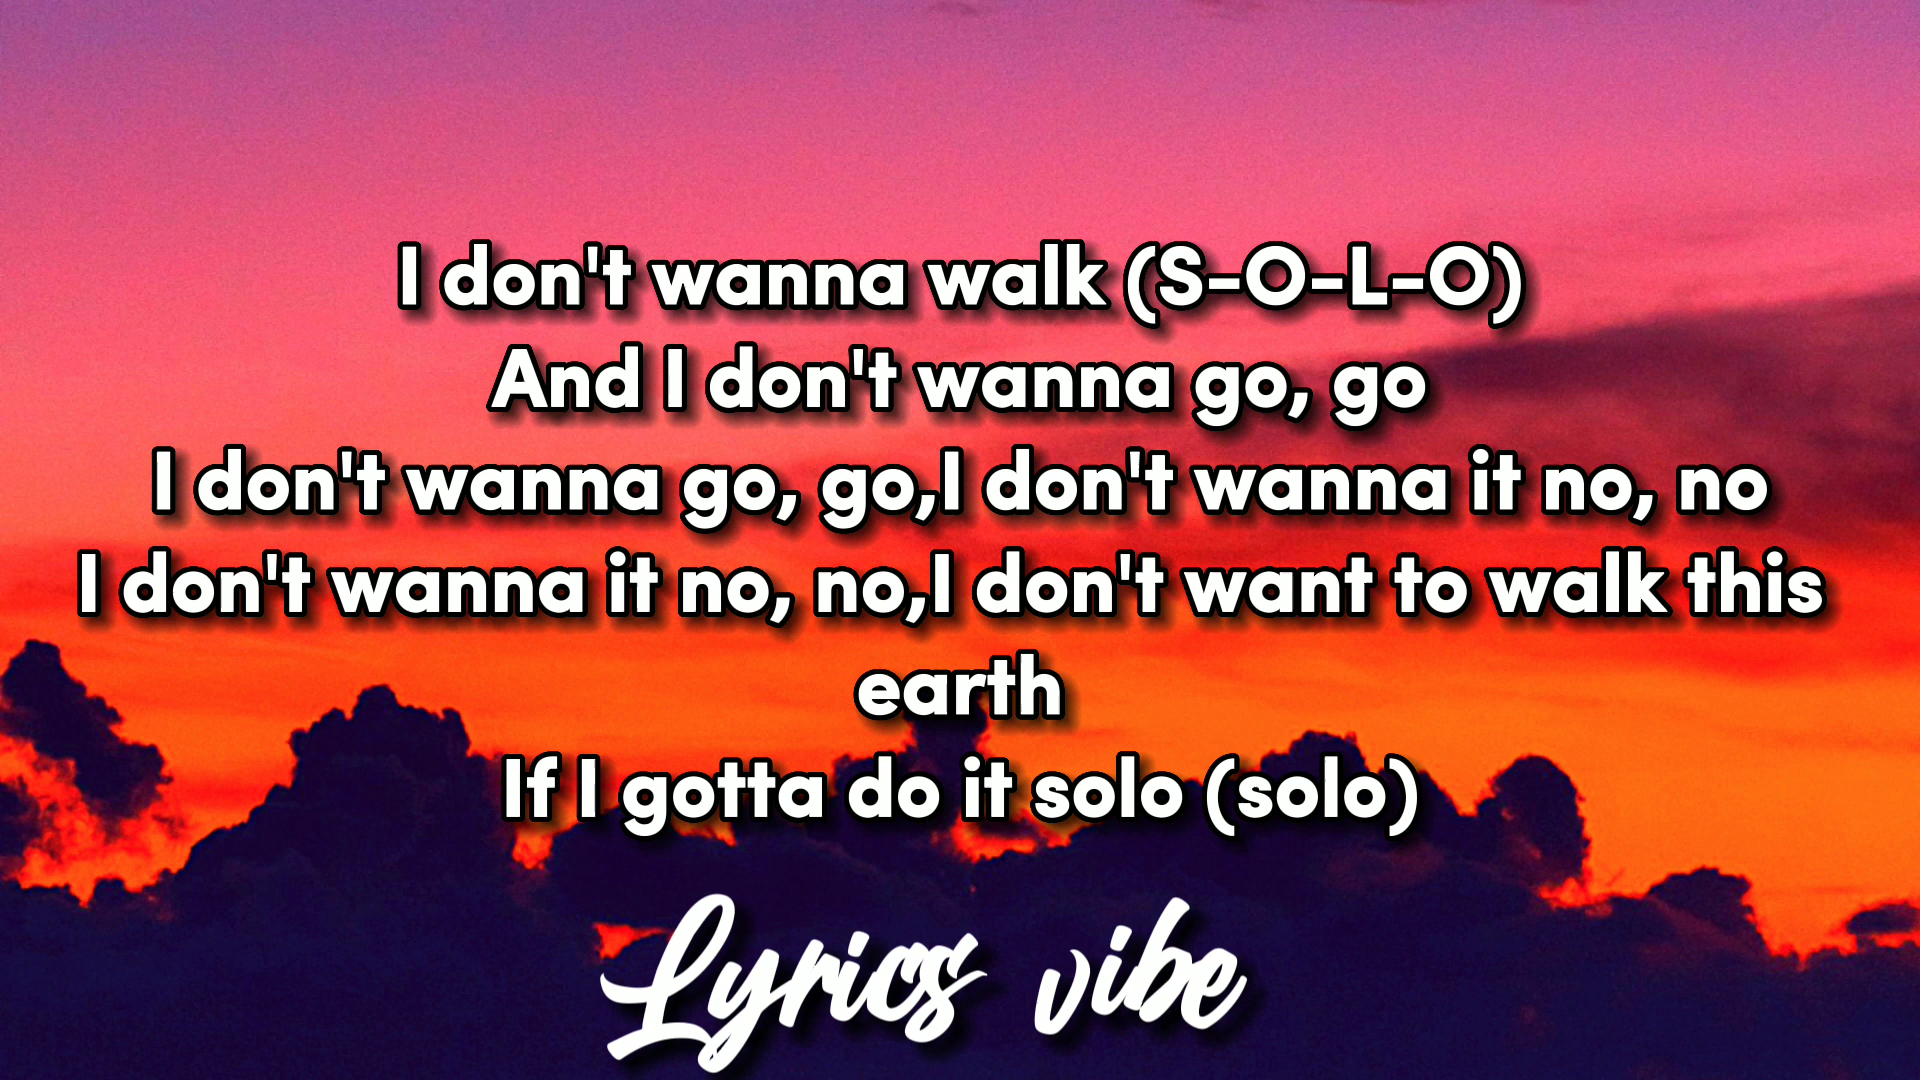 I don't wanna walk (S-O-L-O)
And I don't wanna go, go
I don't wanna go, go,I don't wanna it no, no
I don't wanna it no, no,I don't want to walk this
earth
If I gotta do it solo (solo)
Lyrics vibe